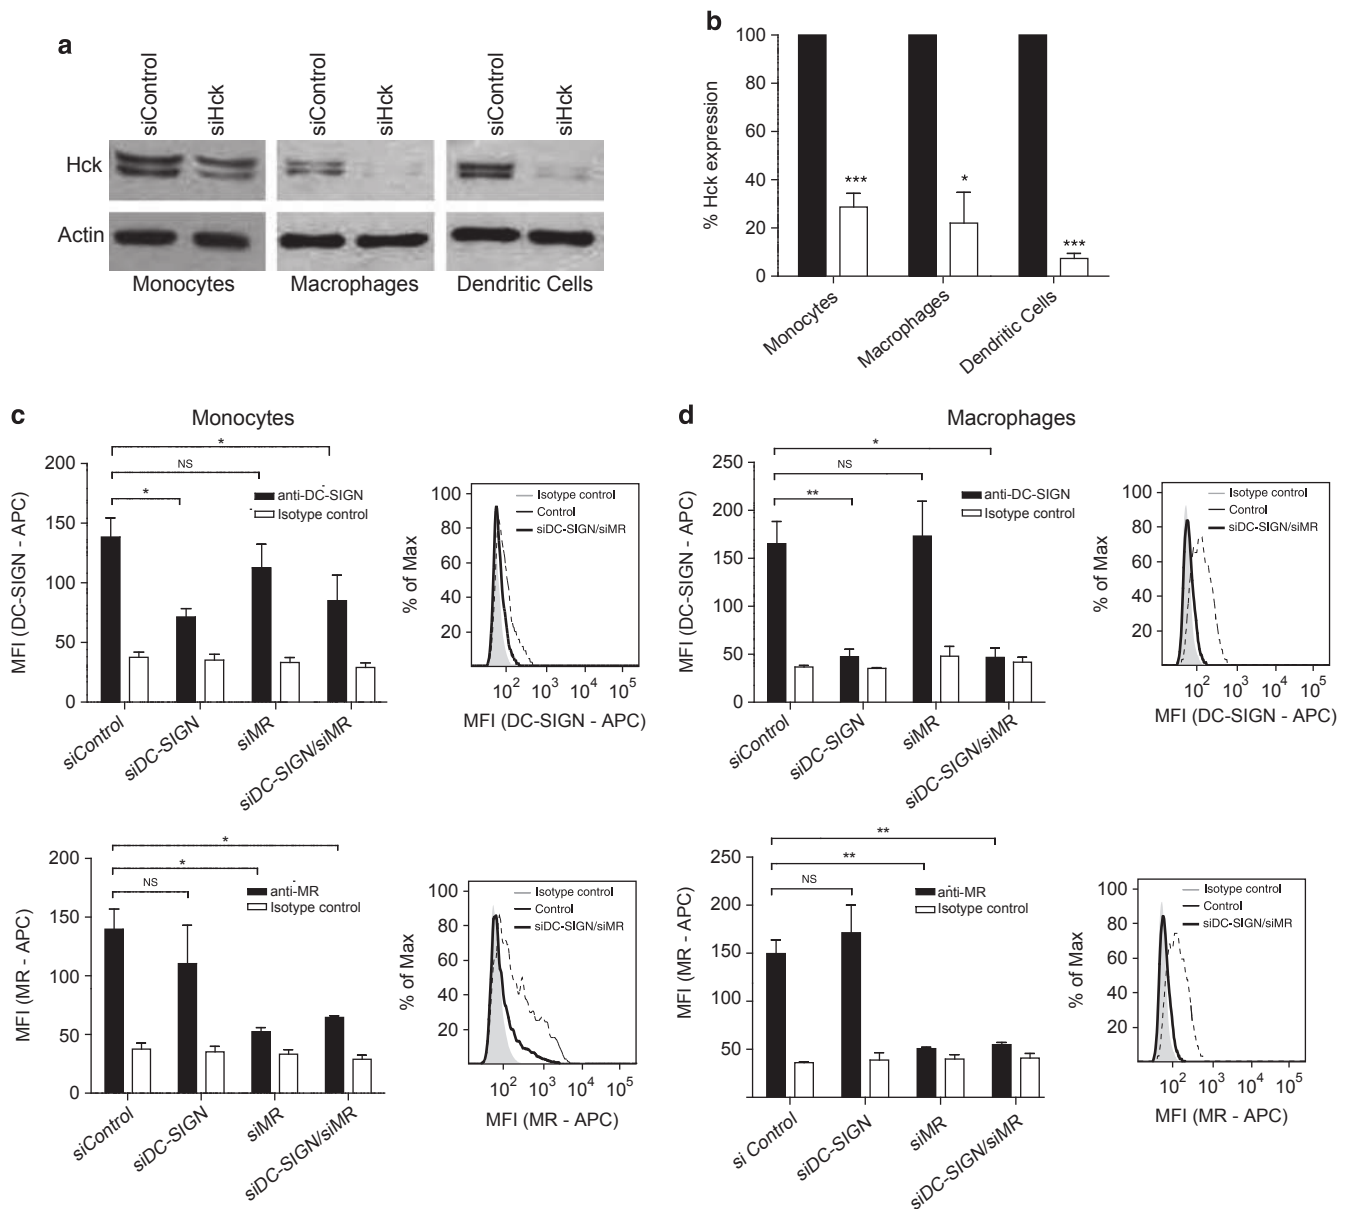 a
siControl
siHck
siControl
siHck
siControl
siHck
Hck
Actin
Monocytes
Macrophages
Dendritic Cells
b
% Hck expression
100
80
60
40
20
0
***
*
***
Monocytes
Macrophages
Dendritic Cells
c
Monocytes
*
NS
*
MFI (DC-SIGN - APC)
200
150
100
50
0
anti-DC-SIGN
Isotype control
siControl
siDC-SIGN
siMR
siDC-SIGN/siMR
% of Max
100
80
60
40
20
Isotype control
Control
siDC-SIGN/siMR
10² 10³ 10⁴ 10⁵
MFI (DC-SIGN - APC)
*
*
NS
MFI (MR - APC)
200
150
100
50
0
anti-MR
Isotype control
siControl
siDC-SIGN
siMR
siDC-SIGN/siMR
% of Max
100
80
60
40
20
Isotype control
Control
siDC-SIGN/siMR
10² 10³ 10⁴ 10⁵
MFI (MR - APC)
d
Macrophages
*
NS
**
MFI (DC-SIGN - APC)
250
200
150
100
50
0
anti-DC-SIGN
Isotype control
siControl
siDC-SIGN
siMR
siDC-SIGN/siMR
% of Max
100
80
60
40
20
Isotype control
Control
siDC-SIGN/siMR
10² 10³ 10⁴ 10⁵
MFI (DC-SIGN - APC)
**
**
NS
MFI (MR - APC)
250
200
150
100
50
anti-MR
Isotype control
si Control
siDC-SIGN
siMR
siDC-SIGN/siMR
% of Max
100
80
60
40
20
Isotype control
Control
siDC-SIGN/siMR
10² 10³ 10⁴ 10⁵
MFI (MR - APC)